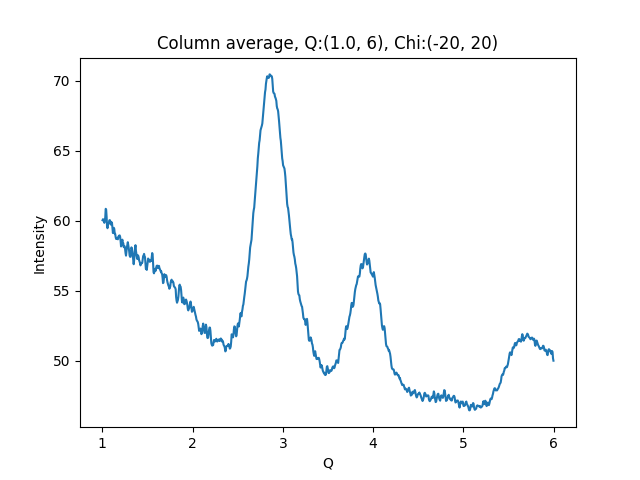 Column average, Q:(1.0, 6), Chi:(-20, 20)
70
65
60
55
50
Intensity
1 2 3 4 5 6
Q